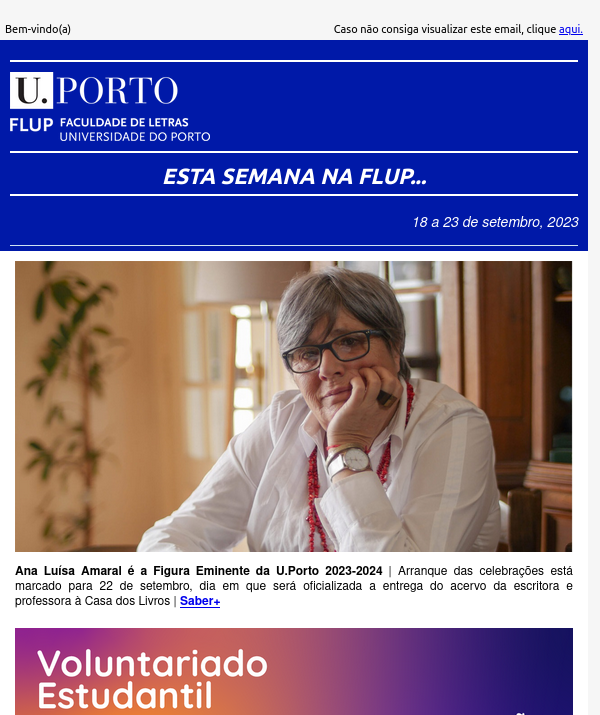 Bem-vindo(a)
Caso não consiga visualizar este email, clique aqui.
U.PORTO
FLUP FACULDADE DE LETRAS
UNIVERSIDADE DO PORTO
ESTA SEMANA NA FLUP...
18 a 23 de setembro, 2023
Ana Luísa Amaral é a Figura Eminente da U.Porto 2023-2024 | Arranque das celebrações está
marcado para 22 de setembro, dia em que será oficializada a entrega do acervo da escritora e
professora à Casa dos Livros | Saber+
Voluntariado
Estudantil